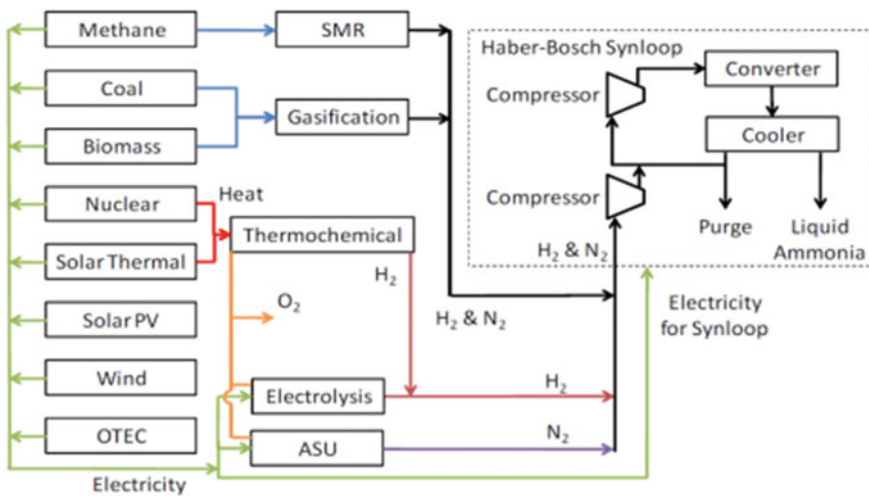 Methane
SMR
Haber-Bosch Synloop
Converter
Coal
Compressor
Gasification
Biomass
Cooler
Nuclear
Heat
Compressor
Thermochemical
Purge
Liquid
Ammonia
Solar Thermal
H₂
H₂ & N₂
O₂
H₂ & N₂
Electricity
for Synloop
Solar PV
Wind
Electrolysis
H₂
OTEC
ASU
N₂
Electricity